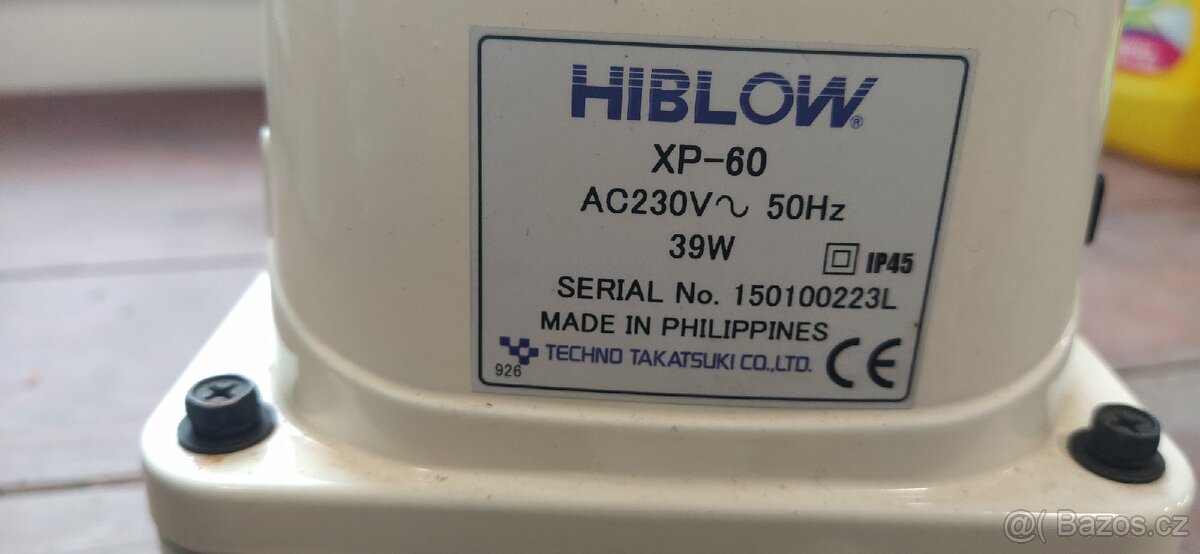 HIBLOW®
XP-60
AC230V~ 50Hz
39W IP45
SERIAL No. 150100223L
MADE IN PHILIPPINES
TECHNO TAKATSUKI CO.,LTD. CE
926
@( Bazos.cz